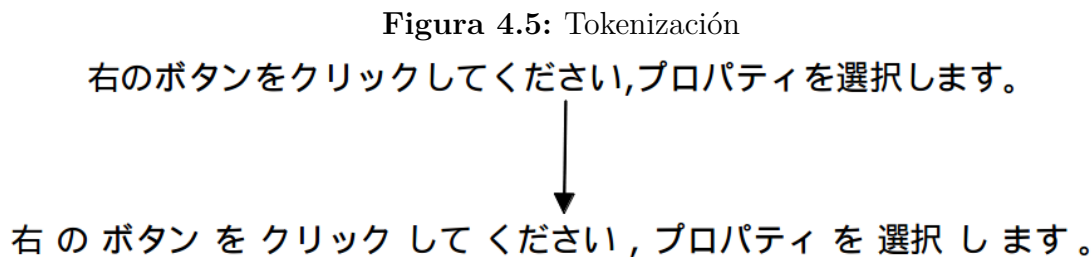 Figura 4.5: Tokenización
右のボタンをクリックしてください,プロパティを選択します。
右 の ボタン を クリック して ください , プロパティ を 選択 し ます 。